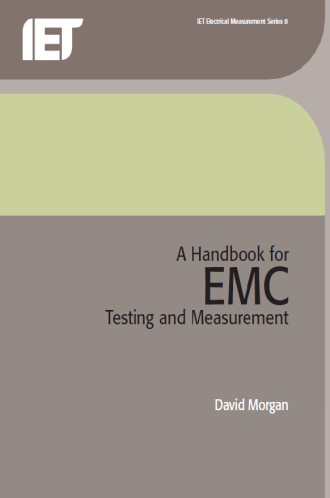 IET
IET Electrical Measurement Series 8
A Handbook for
EMC
Testing and Measurement
David Morgan